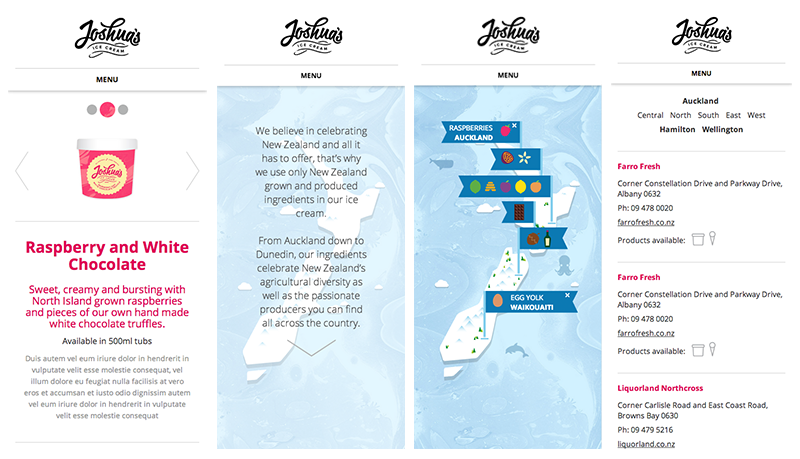 Joshua's
ICE CREAM
MENU
Joshua's
Raspberry and White
Chocolate
Sweet, creamy and bursting with
North Island grown raspberries
and pieces of our own hand made
white chocolate truffles.
Available in 500ml tubs
Duis autem vel eum iriure dolor in hendrerit in
vulputate velit esse molestie consequat, vel
illum dolore eu feugiat nulla facilisis at vero
eros et accumsan et iusto odio dignissim autem
vel eum iriure dolor in hendrerit in vulputate
velit esse molestie consequat
Joshua's
ICE CREAM
MENU
We believe in celebrating
New Zealand and all it
has to offer, that's why
we use only New Zealand
grown and produced
ingredients in our ice
cream.
From Auckland down to
Dunedin, our ingredients
celebrate New Zealand's
agricultural diversity as
well as the passionate
producers you can find
all across the country.
Joshua's
ICE CREAM
MENU
RASPBERRIES
AUCKLAND
EGG YOLK
WAIKOUAITI
Joshua's
ICE CREAM
MENU
Auckland
Central North South East West
Hamilton Wellington
Farro Fresh
Corner Constellation Drive and Parkway Drive,
Albany 0632
Ph: 09 478 0020
farrofresh.co.nz
Products available:
Farro Fresh
Corner Constellation Drive and Parkway Drive,
Albany 0632
Ph: 09 478 0020
farrofresh.co.nz
Products available:
Liquorland Northcross
Corner Carlisle Road and East Coast Road,
Browns Bay 0630
Ph: 09 479 5216
liquorland.co.nz